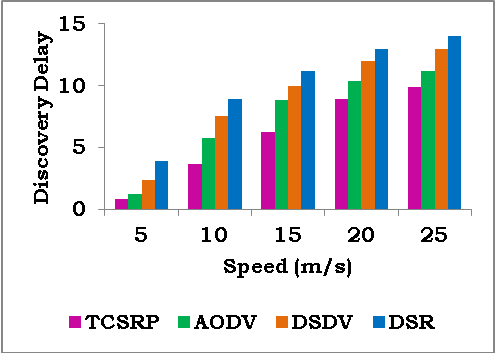 15
10
5
0
Discovery Delay
5 10 15 20 25
Speed (m/s)
TCSRP AODV DSDV DSR